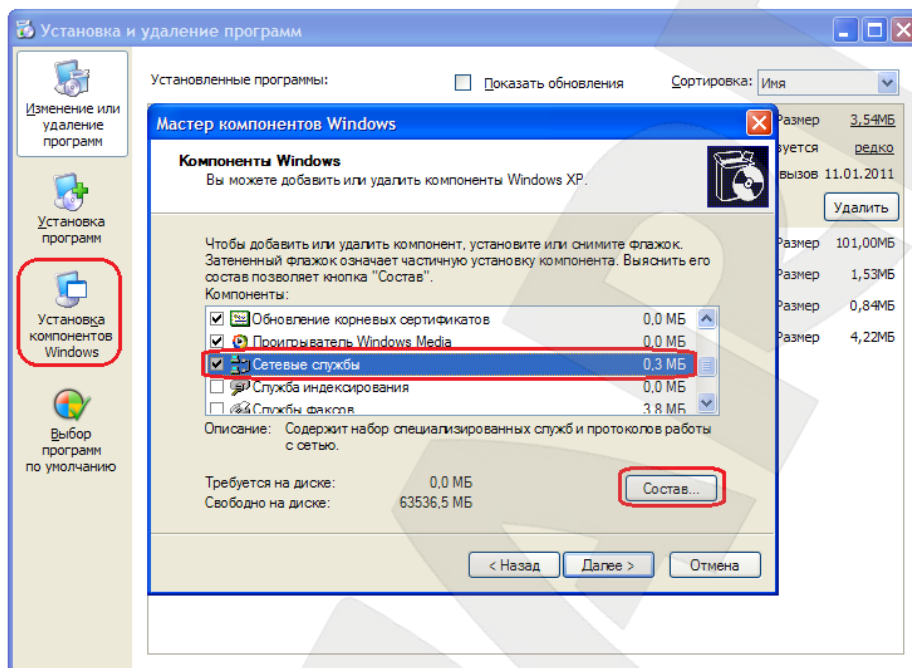 Установка и удаление программ
Изменение или
удаление
программ
Установка
программ
Установка
компонентов
Windows
Выбор
программ
по умолчанию
Установленные программы:
Показать обновления
Сортировка: Имя
Размер 3,54МБ
зуется редко
вызов 11.01.2011
Удалить
Размер 101,00МБ
Размер 1,53МБ
Размер 0,84МБ
Размер 4,22МБ
Мастер компонентов Windows
Компоненты Windows
Вы можете добавить или удалить компоненты Windows XP.
Чтобы добавить или удалить компонент, установите или снимите флажок.
Затененный флажок означает частичную установку компонента. Выяснить его
состав позволяет кнопка "Состав".
Компоненты:
Обновление корневых сертификатов 0,0 МБ
Проигрыватель Windows Media 0,0 МБ
Сетевые службы 0,3 МБ
Служба индексирования 0,0 МБ
Службы факсов 3,8 МБ
Описание: Содержит набор специализированных служб и протоколов работы
с сетью.
Требуется на диске: 0,0 МБ
Свободно на диске: 63536,5 МБ
Состав...
< Назад
Далее >
Отмена